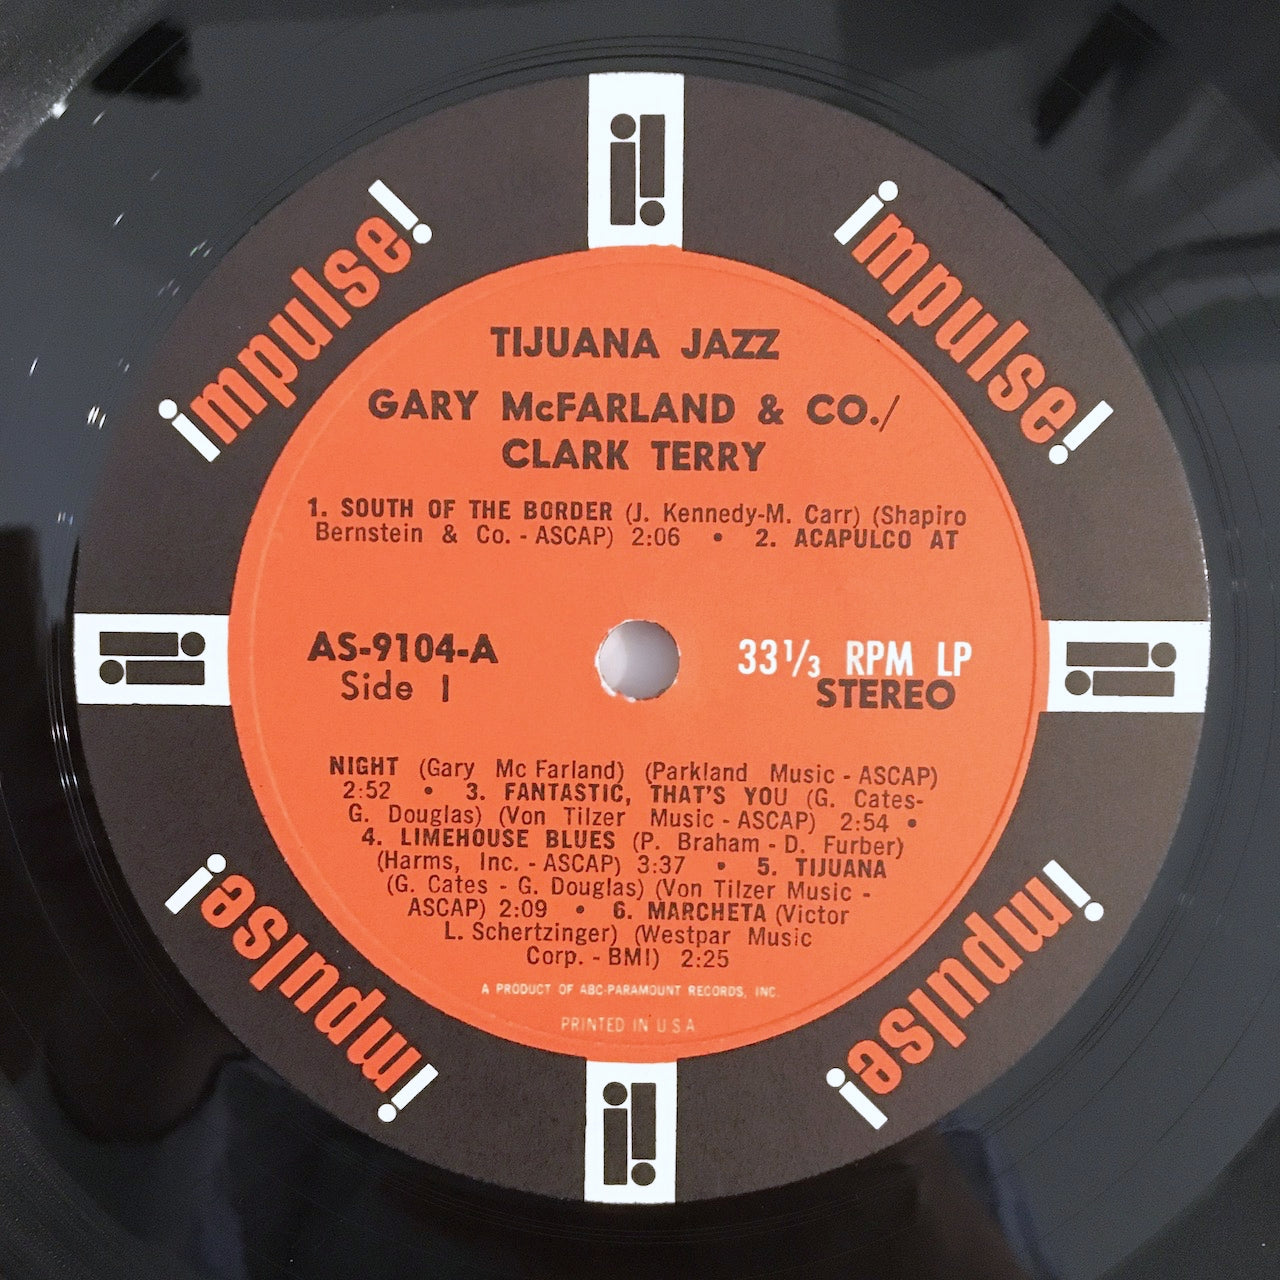 impulse!
impulse!
TIJUANA JAZZ
GARY McFARLAND & CO./
CLARK TERRY
1. SOUTH OF THE BORDER (J. Kennedy-M. Carr) (Shapiro
Bernstein & Co. - ASCAP) 2:06 • 2. ACAPULCO AT
AS-9104-A
Side 1
33 1/3 RPM LP
STEREO
NIGHT (Gary Mc Farland) (Parkland Music - ASCAP)
2:52 • 3. FANTASTIC, THAT'S YOU (G. Cates-
G. Douglas) (Von Tilzer Music - ASCAP) 2:54 •
4. LIMEHOUSE BLUES (P. Braham - D. Furber)
(Harms, Inc. - ASCAP) 3:37 • 5. TIJUANA
(G. Cates - G. Douglas) (Von Tilzer Music -
ASCAP) 2:09 • 6. MARCHETA (Victor
L. Schertzinger) (Westpar Music
Corp. - BMI) 2:25
A PRODUCT OF ABC-PARAMOUNT RECORDS, INC.
PRINTED IN U.S.A.
impulse!
impulse!